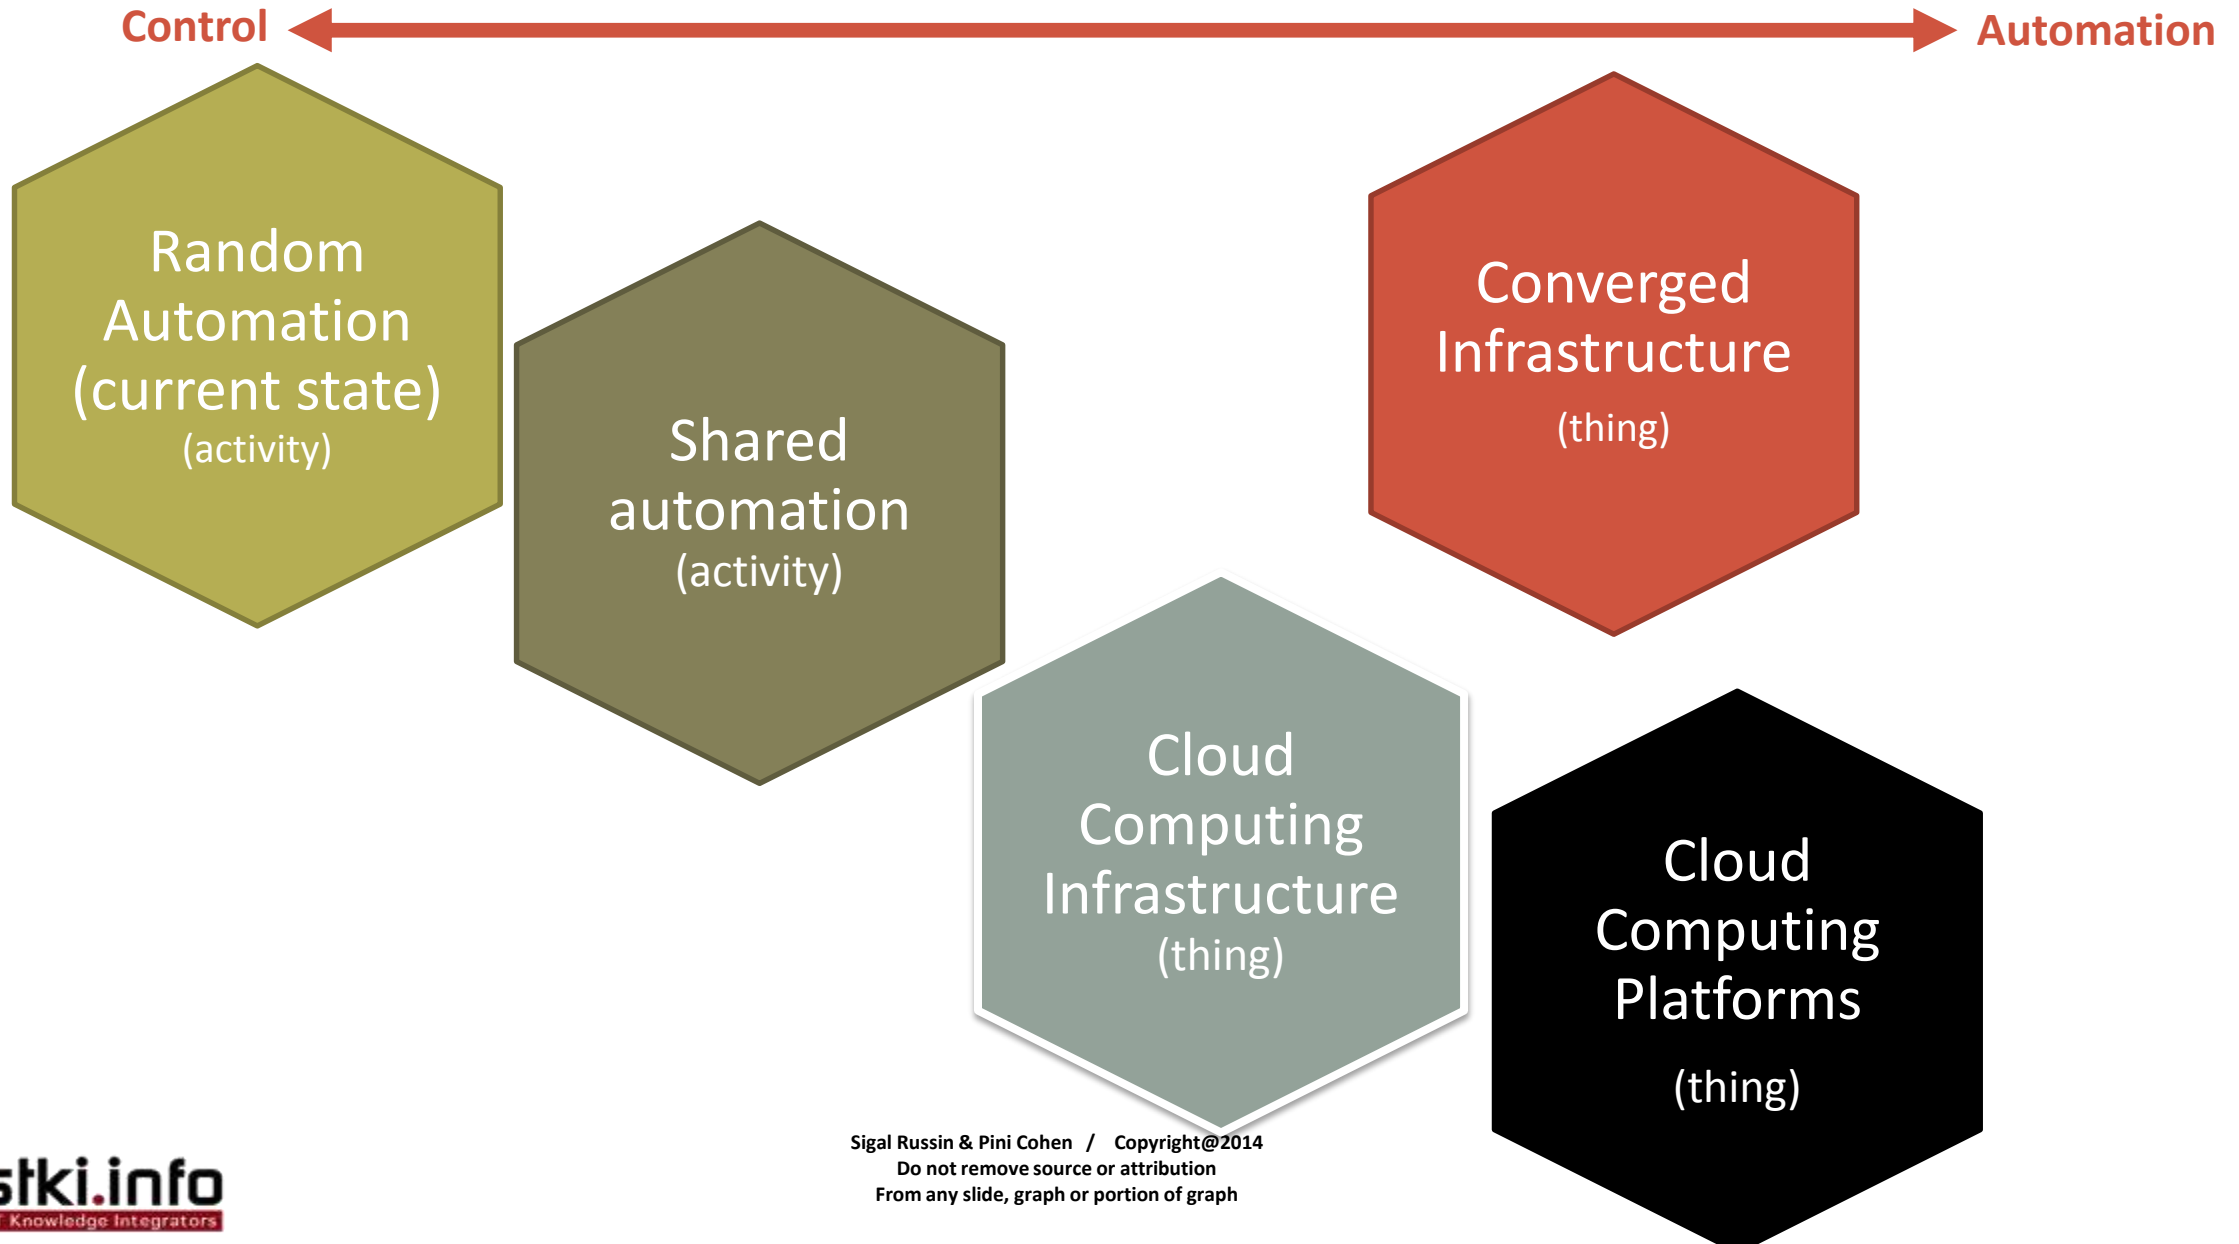 Control
Automation
Random
Automation
(current state)
(activity)
Shared
automation
(activity)
Converged
Infrastructure
(thing)
Cloud
Computing
Infrastructure
(thing)
Cloud
Computing
Platforms
(thing)
Sigal Russin & Pini Cohen / Copyright@2014
Do not remove source or attribution
From any slide, graph or portion of graph
stki.info
Knowledge Integrators